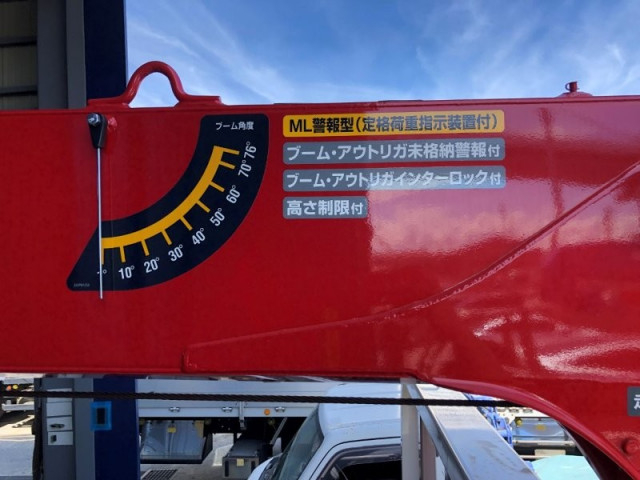 ブーム角度
ML警報型(定格荷重指示装置付)
ブーム・アウトリガ未格納警報付
ブーム・アウトリガインターロック付
高さ制限付
76°
70°
60°
50°
40°
30°
20°
10°